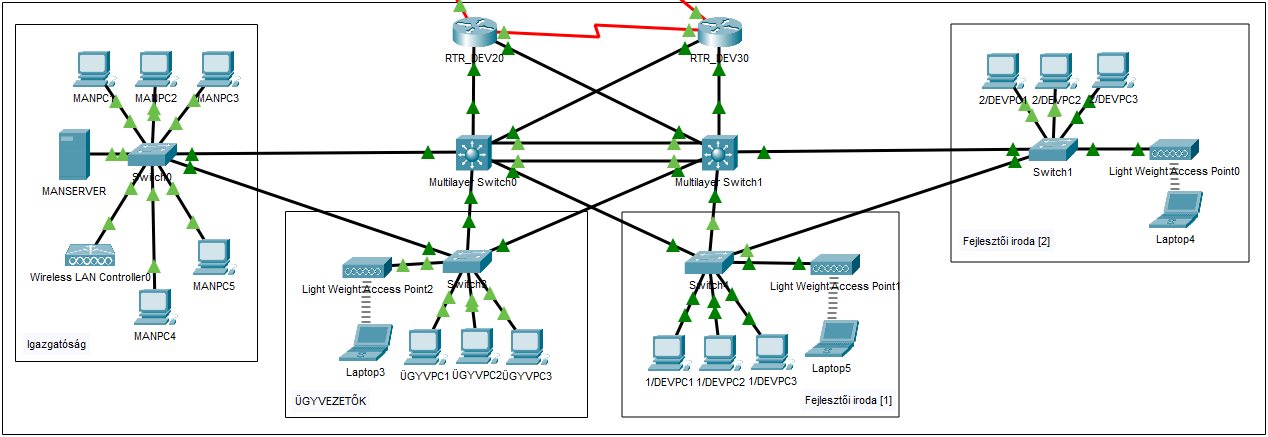 RTR_DEV20
RTR_DEV30
MANPC1
MANPC2
MANPC3
MANSERVER
Switch0
Wireless LAN Controller0
MANPC5
MANPC4
Igazgatóság
Multilayer Switch0
Multilayer Switch1
Light Weight Access Point2
Laptop3
ÜGYVPC1
ÜGYVPC2
ÜGYVPC3
ÜGYVEZETŐK
Light Weight Access Point1
Laptop5
1/DEVPC1
1/DEVPC2
1/DEVPC3
Fejlesztői iroda [1]
2/DEVPC1
2/DEVPC2
2/DEVPC3
Switch1
Light Weight Access Point0
Laptop4
Fejlesztői iroda [2]